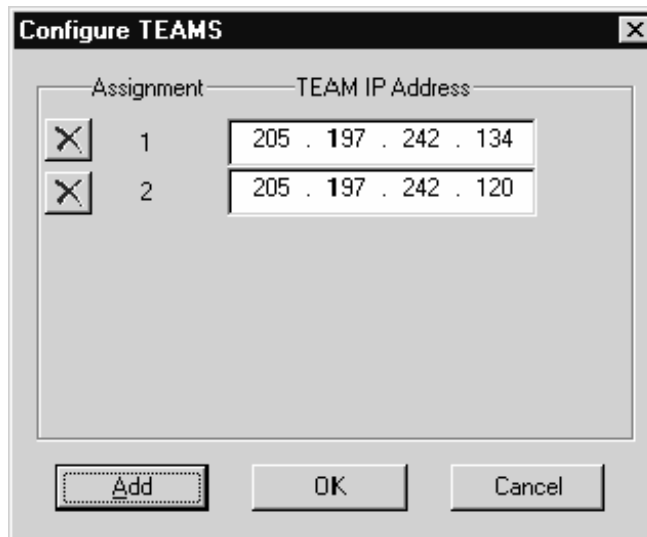 Configure TEAMS
Assignment TEAM IP Address
1 205 . 197 . 242 . 134
2 205 . 197 . 242 . 120
Add OK Cancel